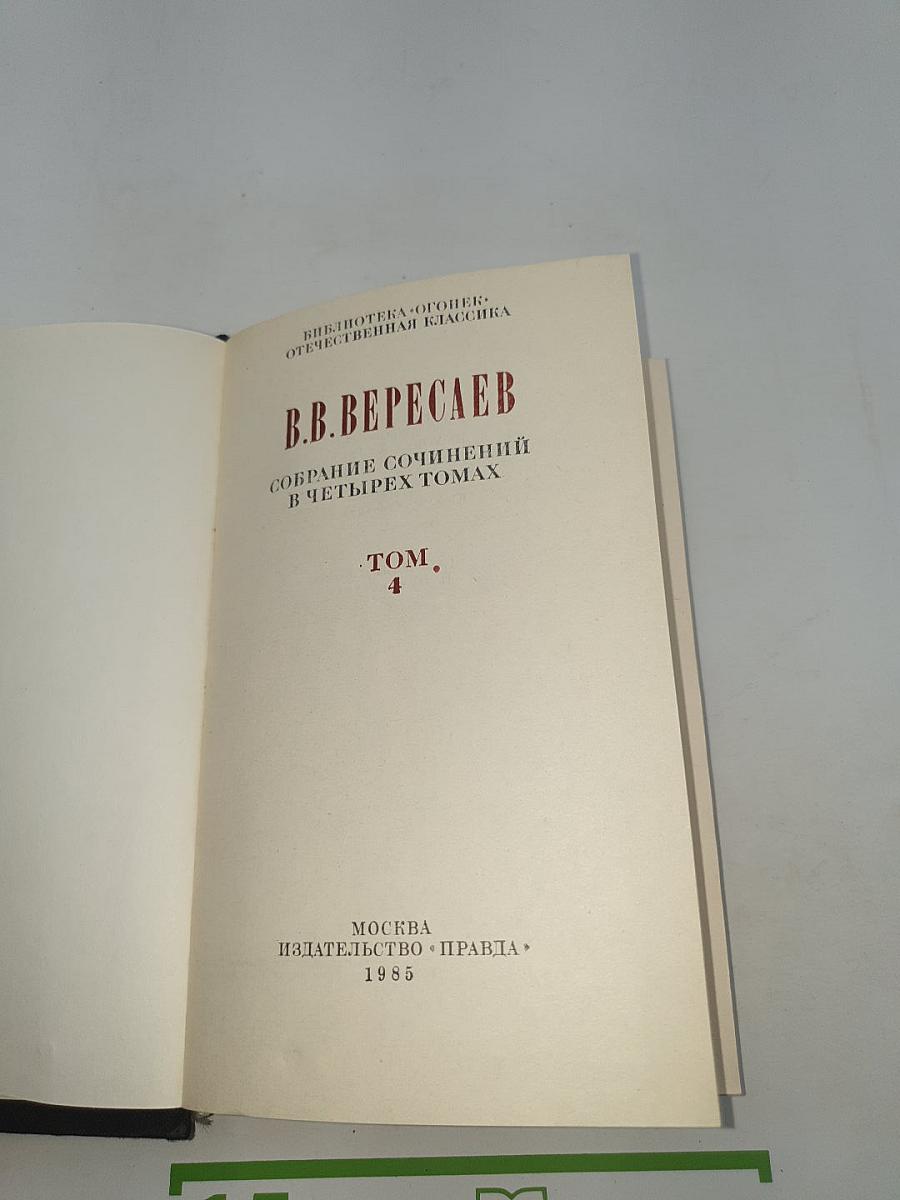 БИБЛИОТЕКА «ОГОНЕК»
ОТЕЧЕСТВЕННАЯ КЛАССИКА
В.В.ВЕРЕСАЕВ
СОБРАНИЕ СОЧИНЕНИЙ
В ЧЕТЫРЕХ ТОМАХ
ТОМ
4
МОСКВА
ИЗДАТЕЛЬСТВО «ПРАВДА»
1985